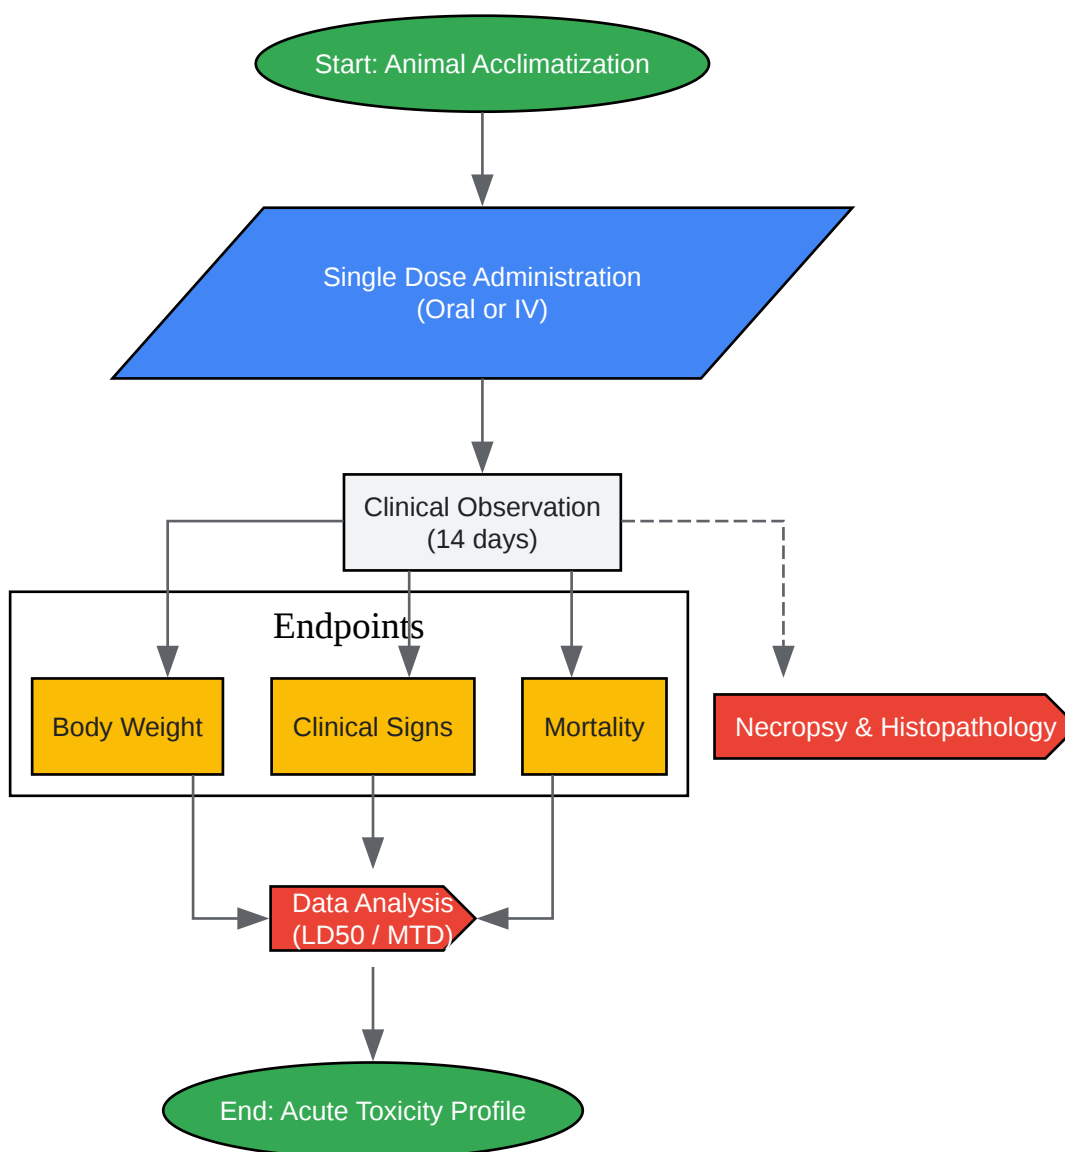 Start: Animal Acclimatization
Single Dose Administration
(Oral or IV)
Clinical Observation
(14 days)
Endpoints
Body Weight
Clinical Signs
Mortality
Necropsy & Histopathology
Data Analysis
(LD50 / MTD)
End: Acute Toxicity Profile